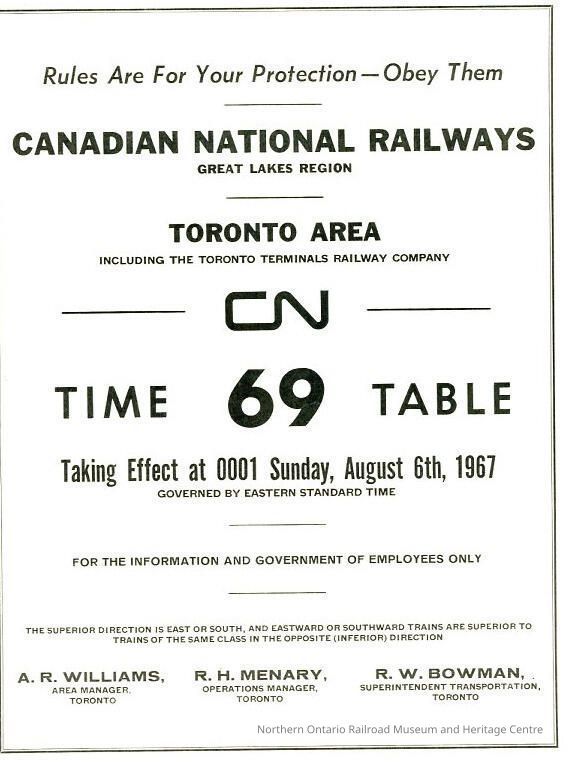 Rules Are For Your Protection — Obey Them
CANADIAN NATIONAL RAILWAYS
GREAT LAKES REGION
TORONTO AREA
INCLUDING THE TORONTO TERMINALS RAILWAY COMPANY
CN
TIME 69 TABLE
Taking Effect at 0001 Sunday, August 6th, 1967
GOVERNED BY EASTERN STANDARD TIME
FOR THE INFORMATION AND GOVERNMENT OF EMPLOYEES ONLY
THE SUPERIOR DIRECTION IS EAST OR SOUTH, AND EASTWARD OR SOUTHWARD TRAINS ARE SUPERIOR TO
TRAINS OF THE SAME CLASS IN THE OPPOSITE (INFERIOR) DIRECTION
A. R. WILLIAMS,
AREA MANAGER,
TORONTO
R. H. MENARY,
OPERATIONS MANAGER,
TORONTO
R. W. BOWMAN,
SUPERINTENDENT TRANSPORTATION,
TORONTO
Northern Ontario Railroad Museum and Heritage Centre